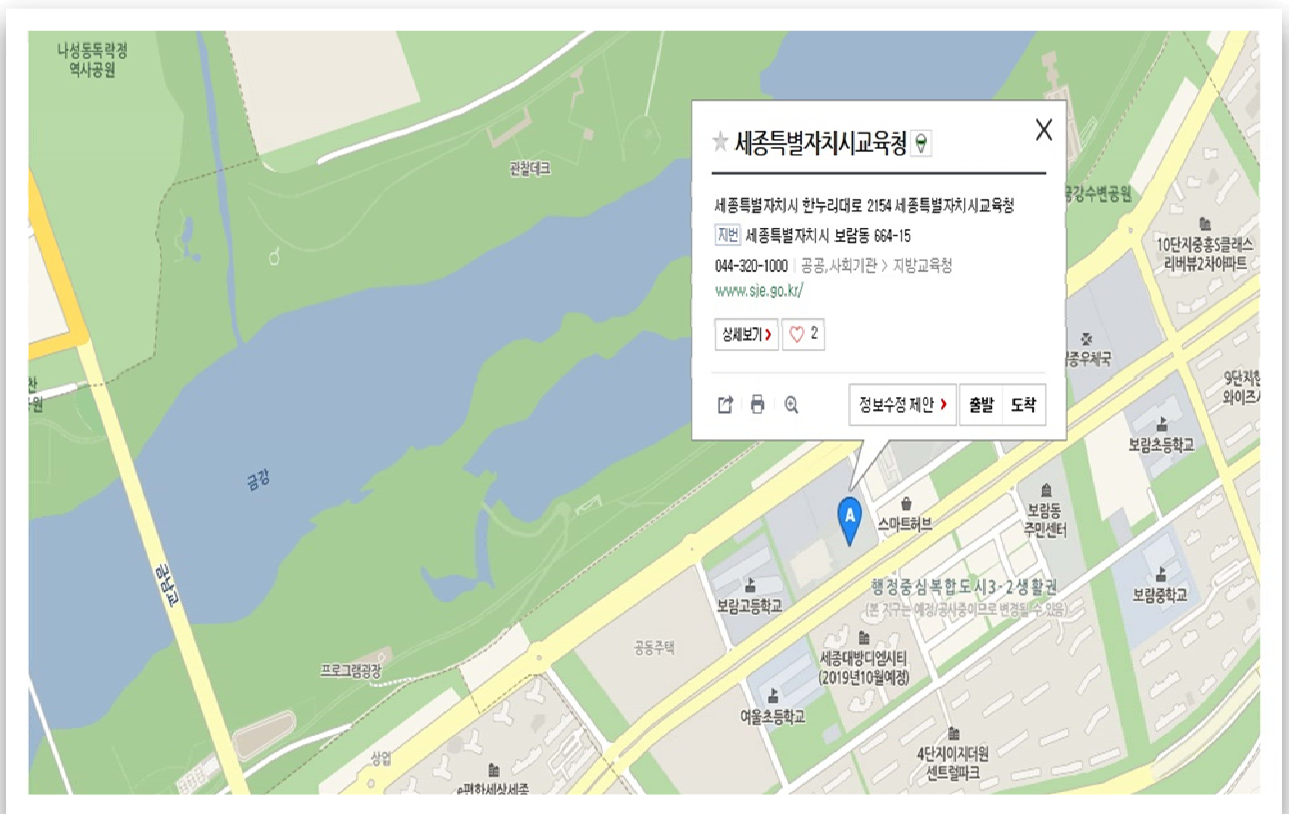 나성동독락정
역사공원
관찰데크
세종특별자치시교육청
세종특별자치시 한누리대로 2154 세종특별자치시교육청
지번 세종특별자치시 보람동 664-15
044-320-1000 | 공공,사회기관 > 지방교육청
www.sje.go.kr/
상세보기 >
2
정보수정 제안 >
출발
도착
금강수변공원
10단지중흥S클래스
리버뷰2차아파트
9단지한
와이즈
보람초등학교
금강
금남교
A
스마트허브
보람동
주민센터
행정중심복합도시3-2생활권
(본 지구는 예정/공사중이므로 변경될 수 있음)
보람고등학교
보람중학교
공동주택
세종대방디엠시티
(2019년10월예정)
프로그램광장
여울초등학교
상업
4단지이지더원
센트럴파크
e편한세상세종